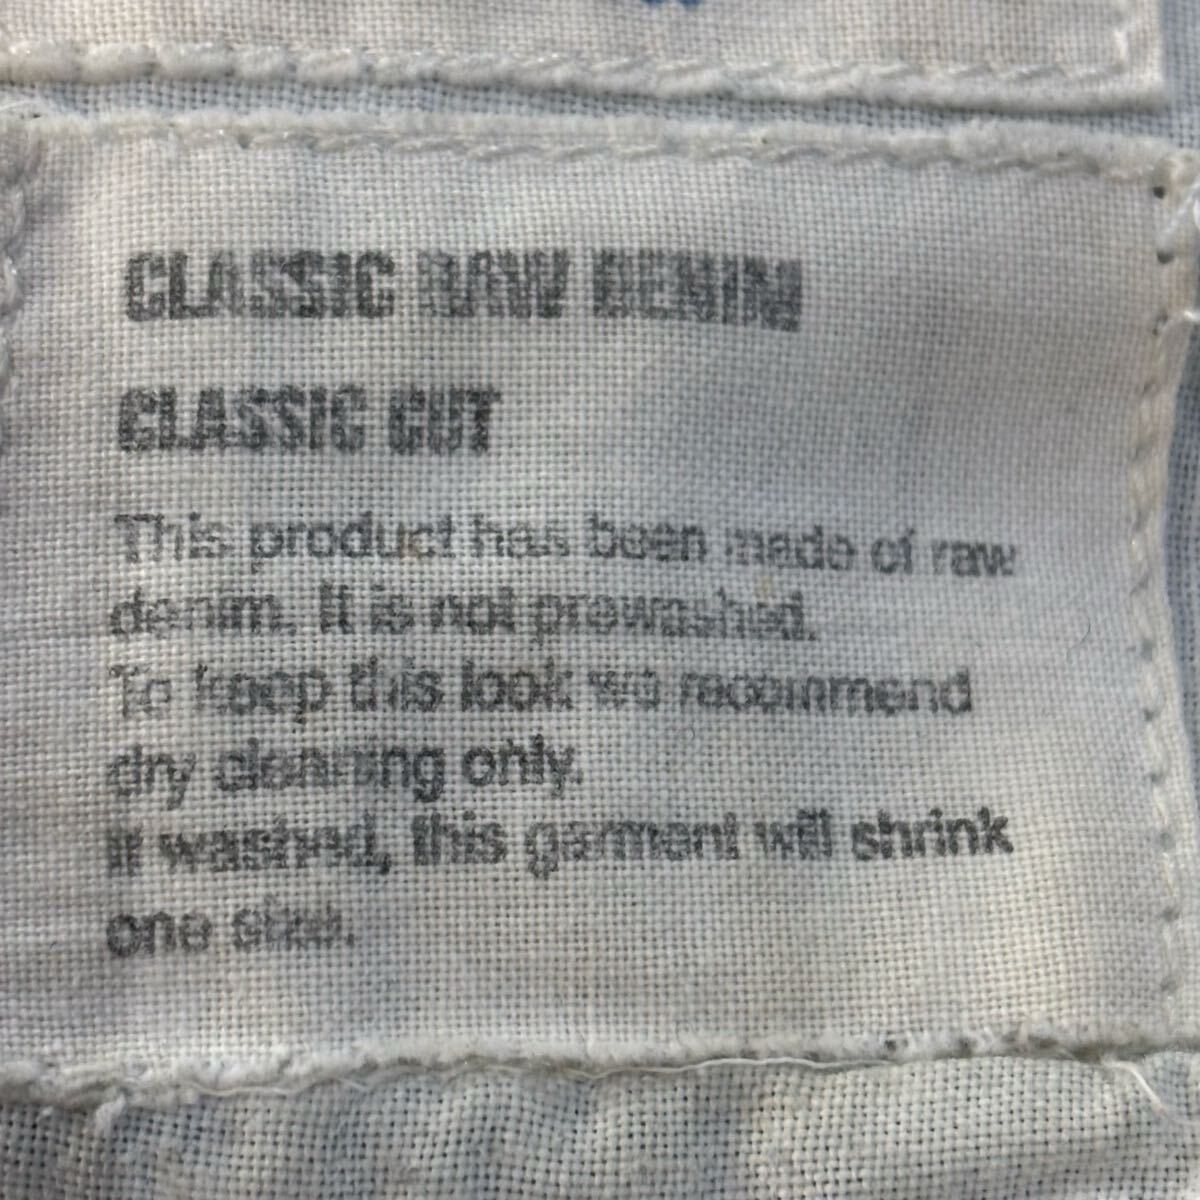 CLASSIC RAW DENIM
CLASSIC CUT
This product has been made of raw
denim. It is not prewashed.
To keep this look we recommend
dry cleaning only.
If washed, this garment will shrink
one size.